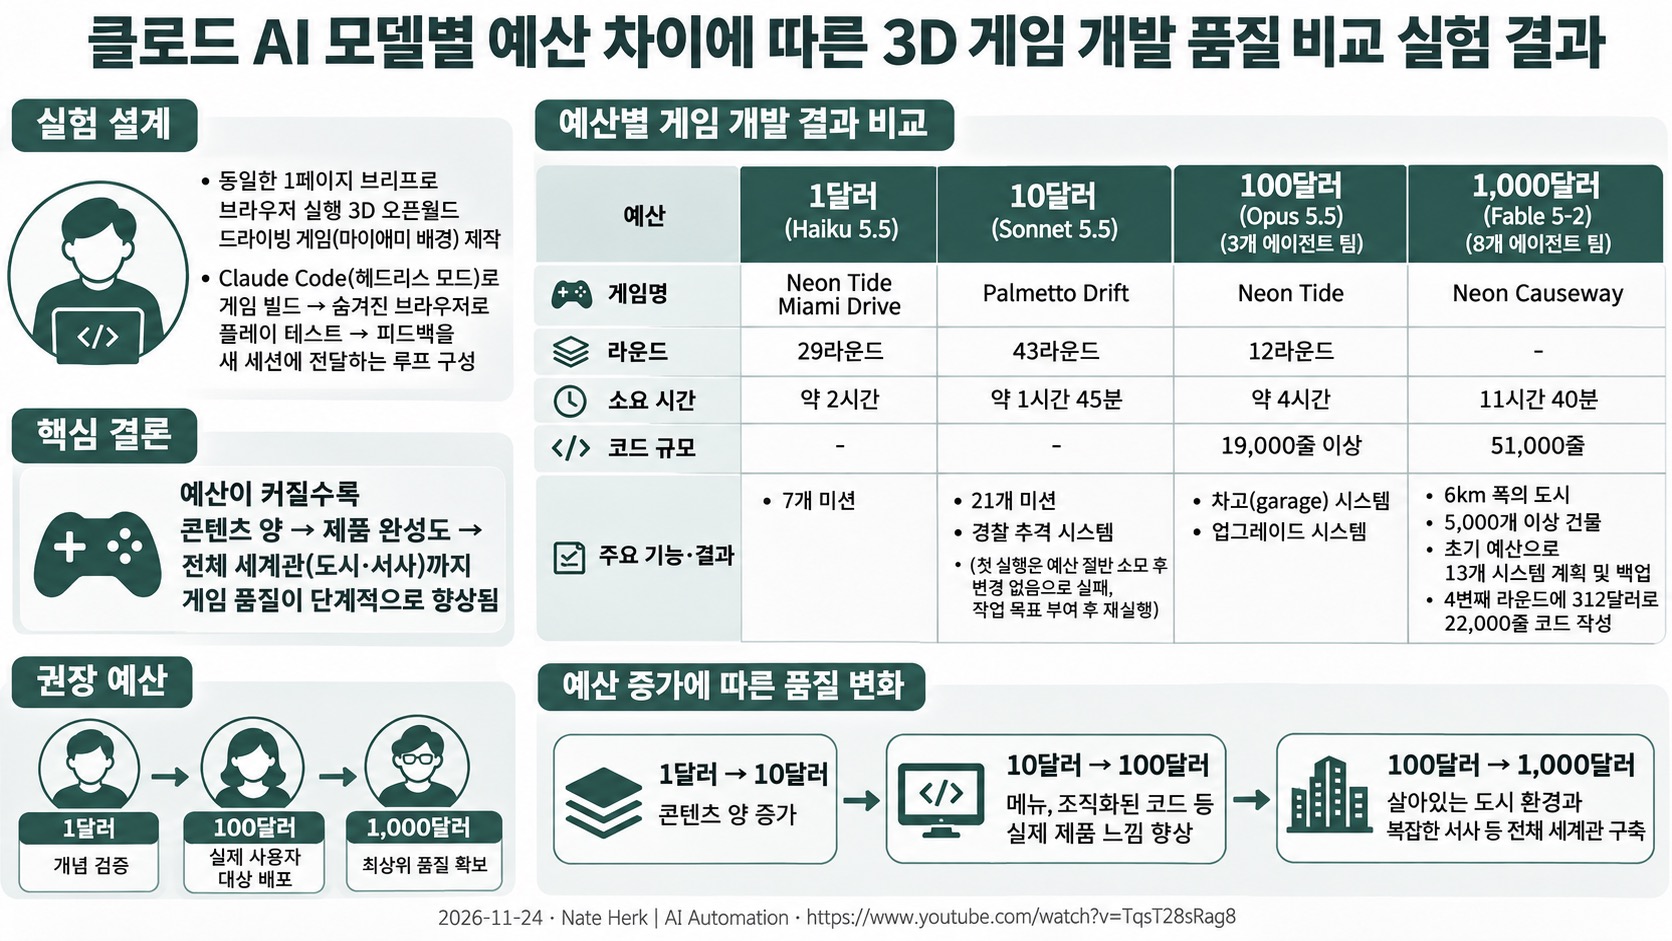 클로드 AI 모델별 예산 차이에 따른 3D 게임 개발 품질 비교 실험 결과
실험 설계
• 동일한 1페이지 브리프로
브라우저 실행 3D 오픈월드
드라이빙 게임(마이애미 배경) 제작
• Claude Code(헤드리스 모드)로
게임 빌드 → 숨겨진 브라우저로
플레이 테스트 → 피드백을
새 세션에 전달하는 루프 구성
핵심 결론
예산이 커질수록
콘텐츠 양 → 제품 완성도 →
전체 세계관(도시·서사)까지
게임 품질이 단계적으로 향상됨
권장 예산
1달러
개념 검증
100달러
실제 사용자
대상 배포
1,000달러
최상위 품질 확보
예산별 게임 개발 결과 비교
예산
1달러
(Haiku 5.5)
10달러
(Sonnet 5.5)
100달러
(Opus 5.5)
(3개 에이전트 팀)
1,000달러
(Fable 5-2)
(8개 에이전트 팀)
게임명
Neon Tide
Miami Drive
Palmetto Drift
Neon Tide
Neon Causeway
라운드
29라운드
43라운드
12라운드
-
소요 시간
약 2시간
약 1시간 45분
약 4시간
11시간 40분
</> 코드 규모
-
-
19,000줄 이상
51,000줄
주요 기능·결과
• 7개 미션
• 21개 미션
• 경찰 추격 시스템
• (첫 실행은 예산 절반 소모 후
변경 없음으로 실패,
작업 목표 부여 후 재실행)
• 차고(garage) 시스템
• 업그레이드 시스템
• 6km 폭의 도시
• 5,000개 이상 건물
• 초기 예산으로
13개 시스템 계획 및 백업
• 4변째 라운드에 312달러로
22,000줄 코드 작성
예산 증가에 따른 품질 변화
1달러 → 10달러
콘텐츠 양 증가
10달러 → 100달러
메뉴, 조직화된 코드 등
실제 제품 느낌 향상
100달러 → 1,000달러
살아있는 도시 환경과
복잡한 서사 등 전체 세계관 구축
2026-11-24 · Nate Herk | AI Automation · https://www.youtube.com/watch?v=TqsT28sRag8